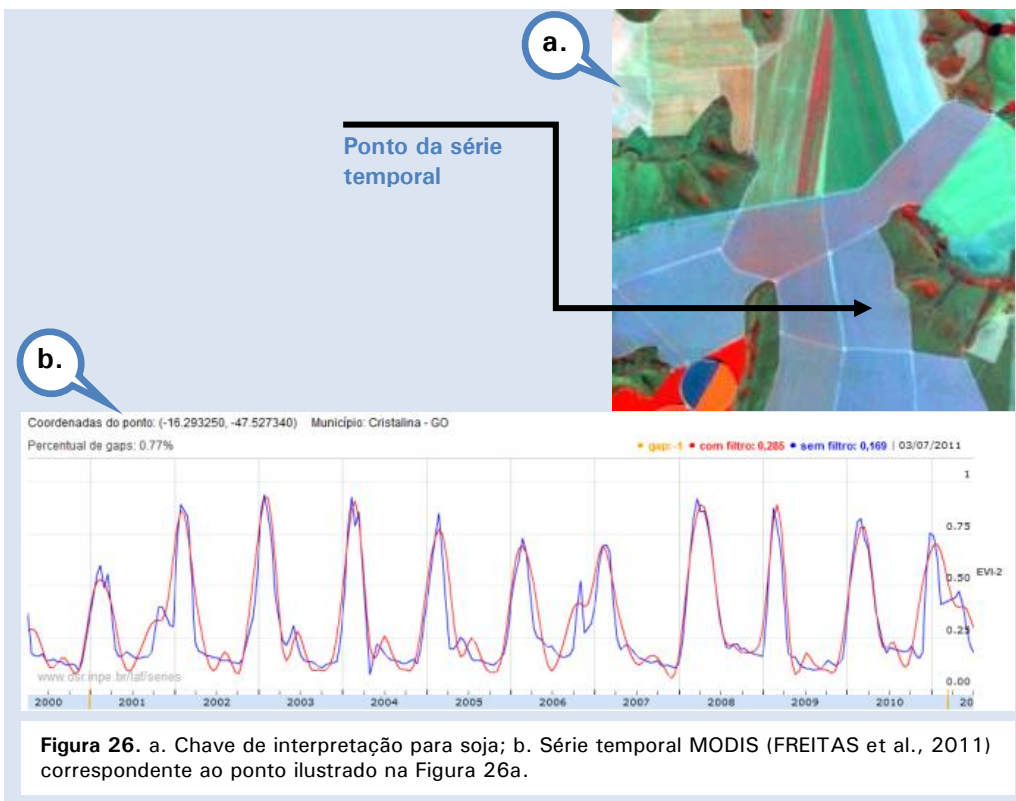 a.
Ponto da série
temporal
b.
Coordenadas do ponto: (-16.293250, -47.527340) Município: Cristalina - GO
Percentual de gaps: 0.77%
• gap: -1 • com filtro: 0,285 • sem filtro: 0,169 | 03/07/2011
1
0.75
0.50 EVI-2
0.25
0.00
www.dsr.inpe.br/laf/series
2000 2001 2002 2003 2004 2005 2006 2007 2008 2009 2010 20
Figura 26. a. Chave de interpretação para soja; b. Série temporal MODIS (FREITAS et al., 2011)
correspondente ao ponto ilustrado na Figura 26a.